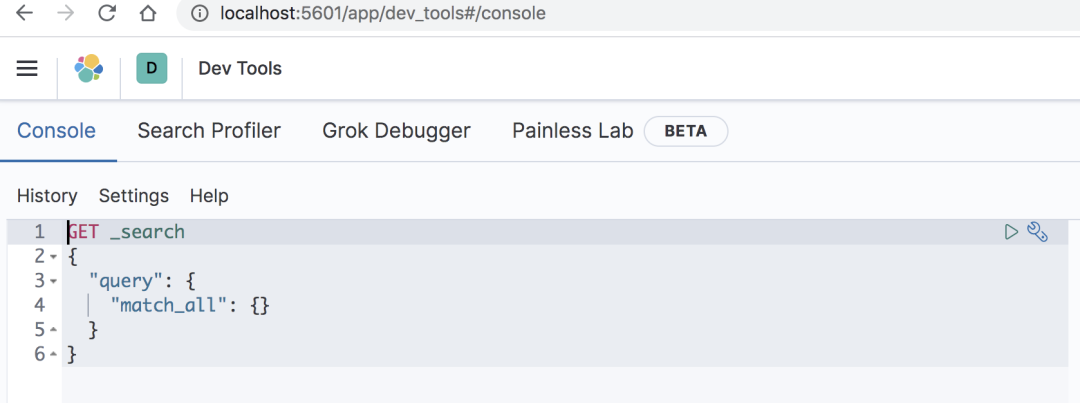 localhost:5601/app/dev_tools#/console
D Dev Tools
Console Search Profiler Grok Debugger Painless Lab BETA
History Settings Help
1 GET _search
2 {
3 "query": {
4 "match_all": {}
5 }
6 }